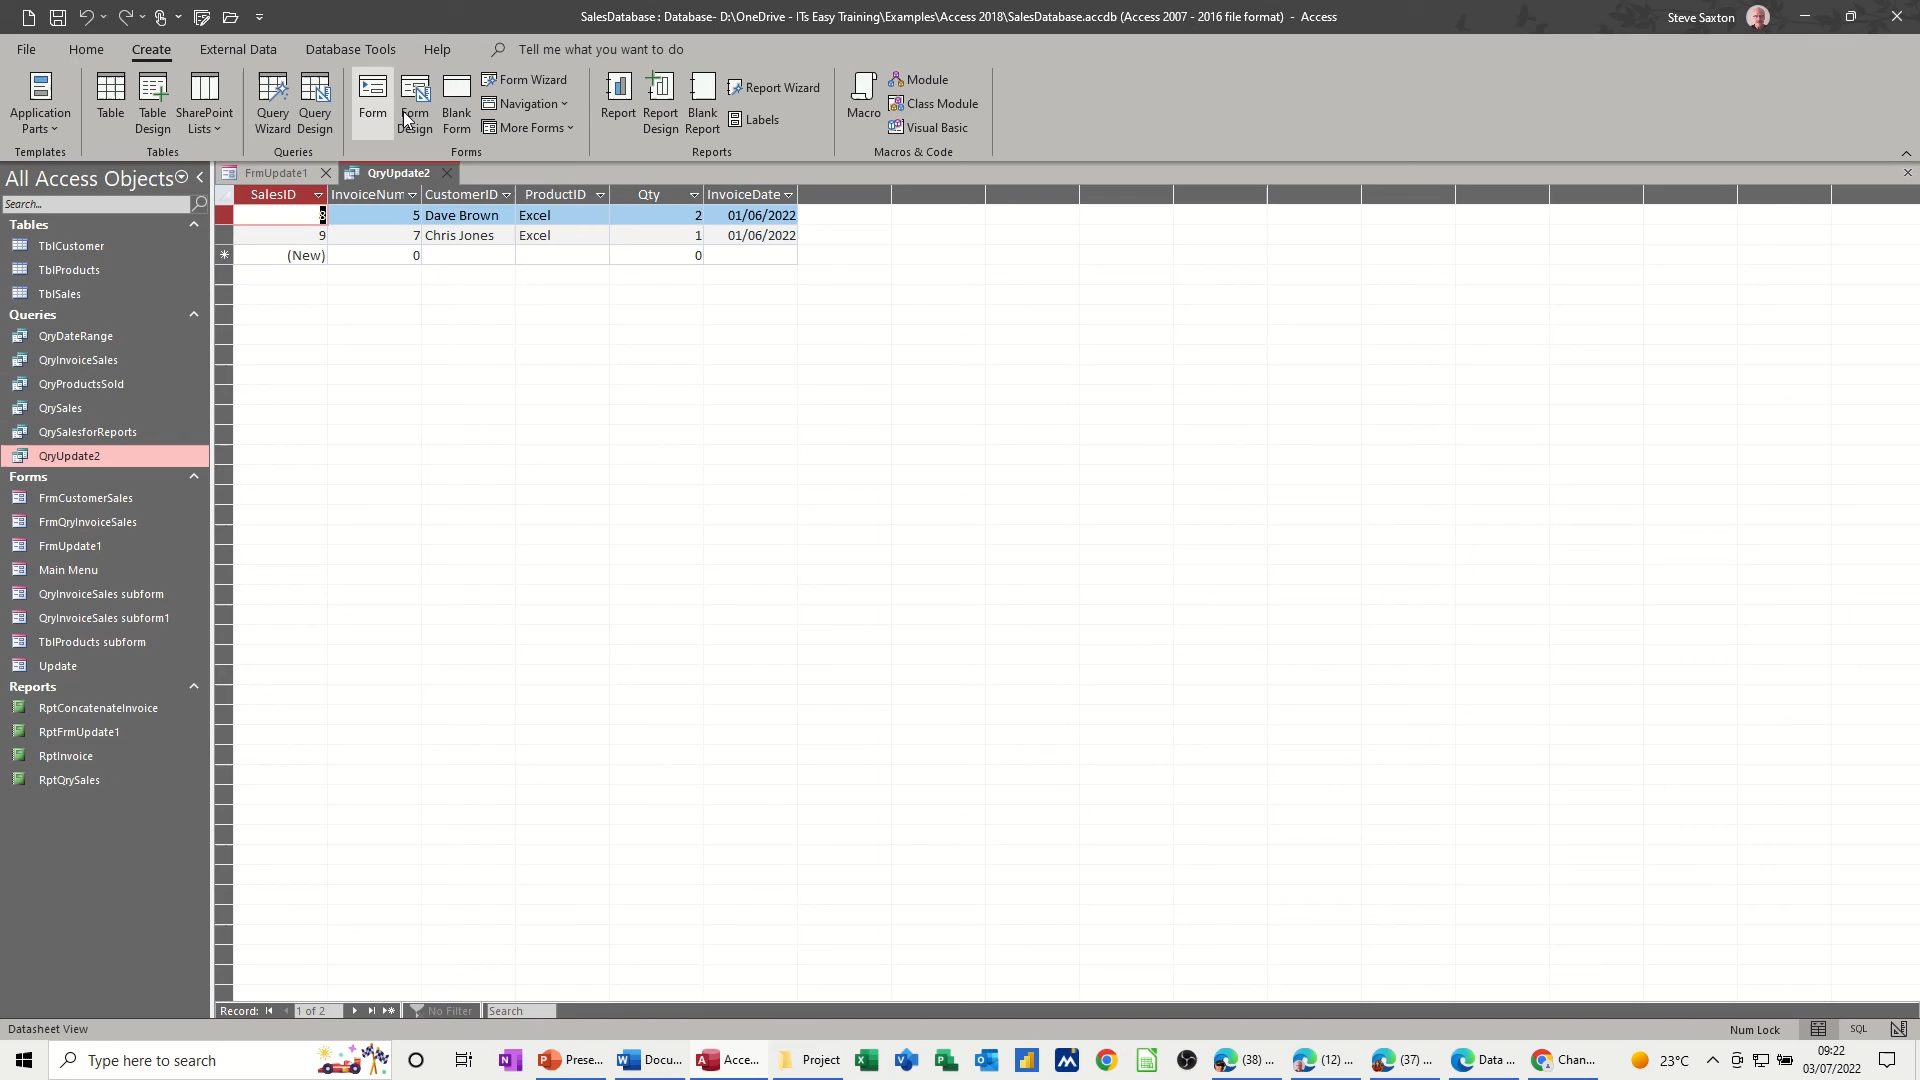 SalesDatabase : Database- D:\OneDrive - ITs Easy Training\Examples\Access 2018\SalesDatabase.accdb (Access 2007 - 2016 file format) - Access
Steve Saxton
File Home Create External Data Database Tools Help Tell me what you want to do
Application Parts
Templates
Table
Table Design
SharePoint Lists
Tables
Query Wizard
Query Design
Queries
Form
Form Design
Blank Form
Form Wizard
Navigation
More Forms
Forms
Report
Report Design
Blank Report
Report Wizard
Labels
Reports
Macro
Module
Class Module
Visual Basic
Macros & Code
All Access Objects
Search...
Tables
TblCustomer
TblProducts
TblSales
Queries
QryDateRange
QryInvoiceSales
QryProductsSold
QrySales
QrySalesforReports
QryUpdate2
Forms
FrmCustomerSales
FrmQryInvoiceSales
FrmUpdate1
Main Menu
QryInvoiceSales subform
QryInvoiceSales subform1
TblProducts subform
Update
Reports
RptConcatenateInvoice
RptFrmUpdate1
RptInvoice
RptQrySales
FrmUpdate1 QryUpdate2
SalesID InvoiceNum CustomerID ProductID Qty InvoiceDate
8 5 Dave Brown Excel 2 01/06/2022
9 7 Chris Jones Excel 1 01/06/2022
(New) 0 0
Record: 1 of 2 No Filter Search
Datasheet View
Num Lock
SQL
Type here to search
Prese...
Docu...
Acce...
Project
(38) ...
(12) ...
(37) ...
Data ...
Chan...
23°C
09:22
03/07/2022